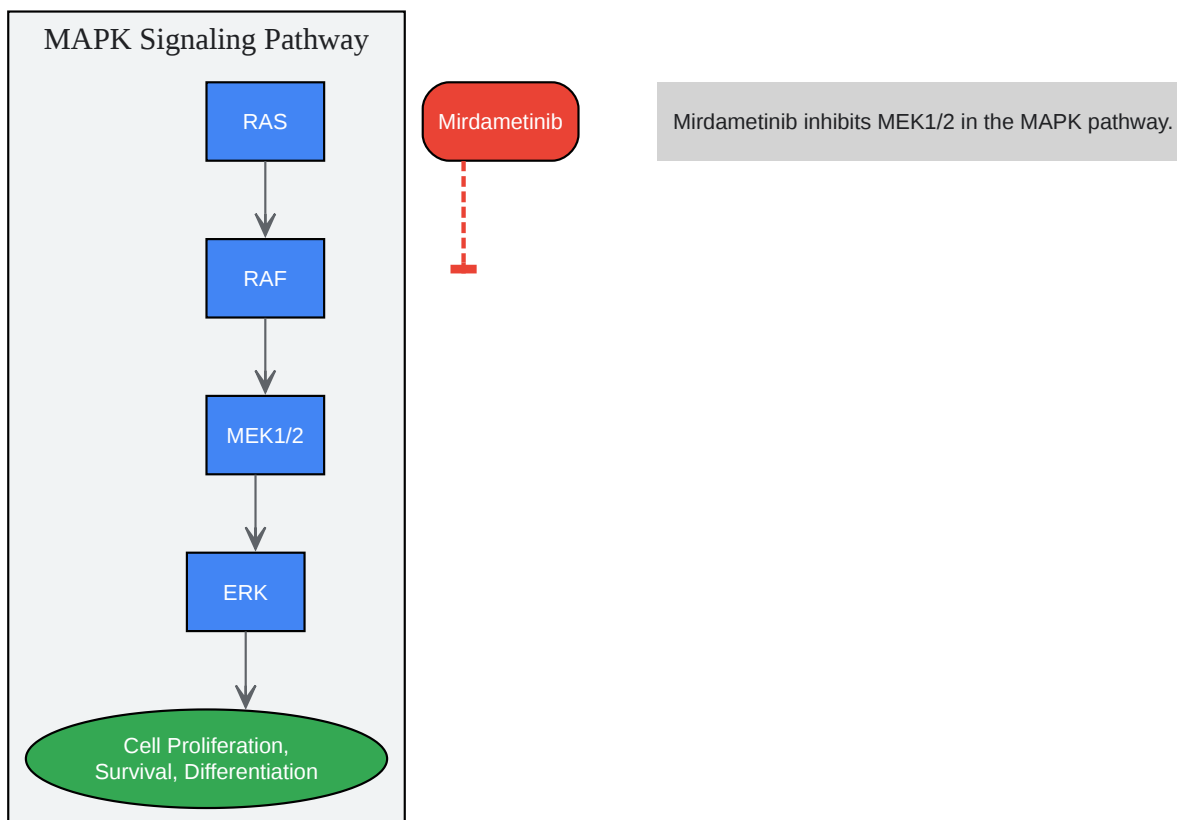 MAPK Signaling Pathway
RAS
Mirdametinib
Mirdametinib inhibits MEK1/2 in the MAPK pathway.
RAF
MEK1/2
ERK
Cell Proliferation,
Survival, Differentiation